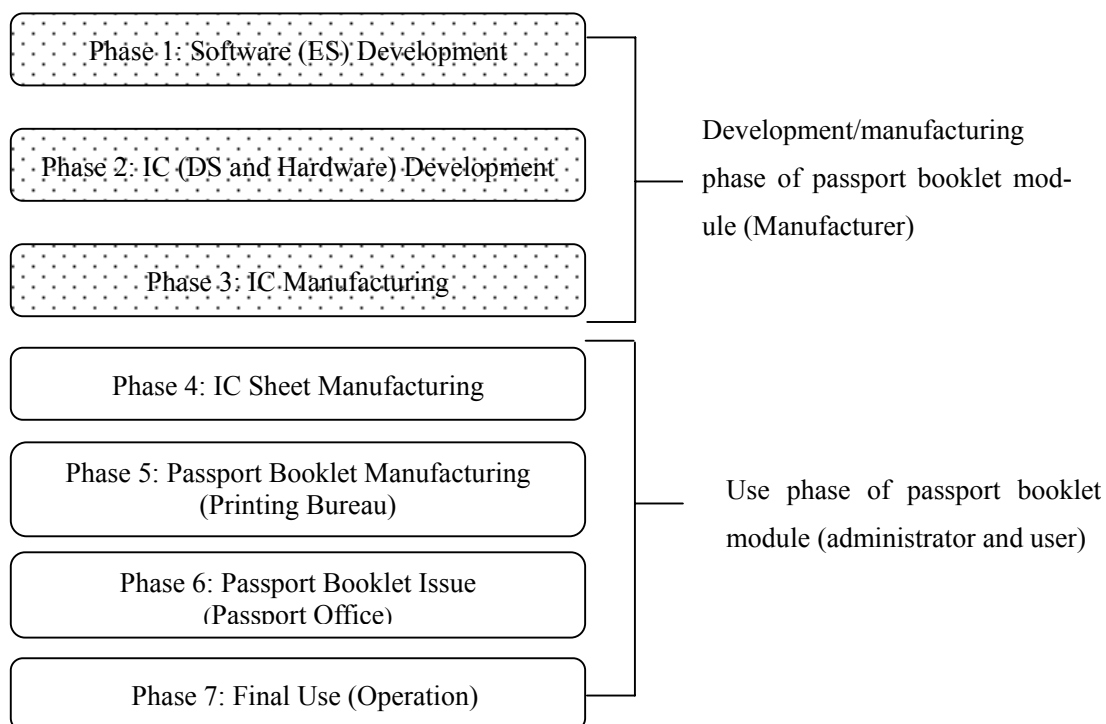 Phase 1: Software (ES) Development
Phase 2: IC (DS and Hardware) Development
Phase 3: IC Manufacturing
Development/manufacturing
phase of passport booklet mod-
ule (Manufacturer)
Phase 4: IC Sheet Manufacturing
Phase 5: Passport Booklet Manufacturing
(Printing Bureau)
Phase 6: Passport Booklet Issue
(Passport Office)
Phase 7: Final Use (Operation)
Use phase of passport booklet
module (administrator and user)